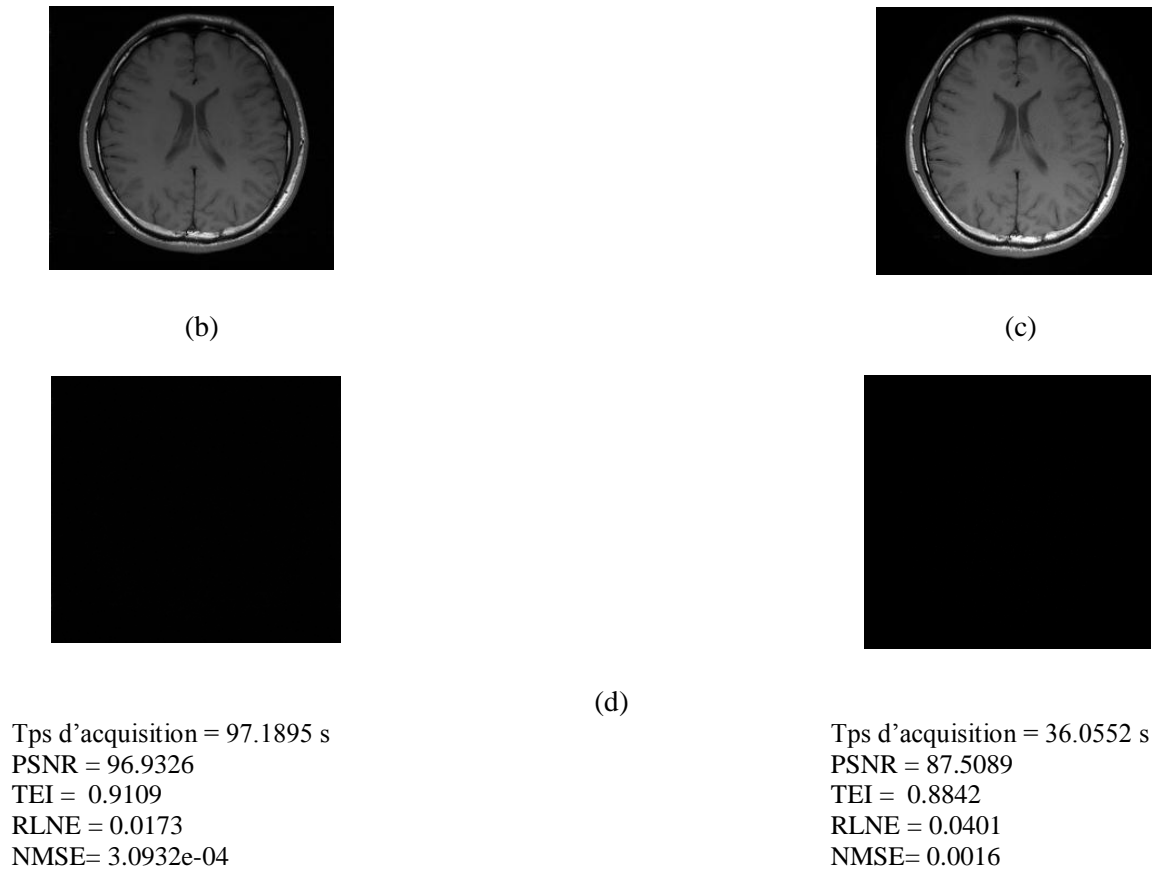 (b)
(c)
(d)
Tps d’acquisition = 97.1895 s
PSNR = 96.9326
TEI = 0.9109
RLNE = 0.0173
NMSE= 3.0932e-04
Tps d’acquisition = 36.0552 s
PSNR = 87.5089
TEI = 0.8842
RLNE = 0.0401
NMSE= 0.0016